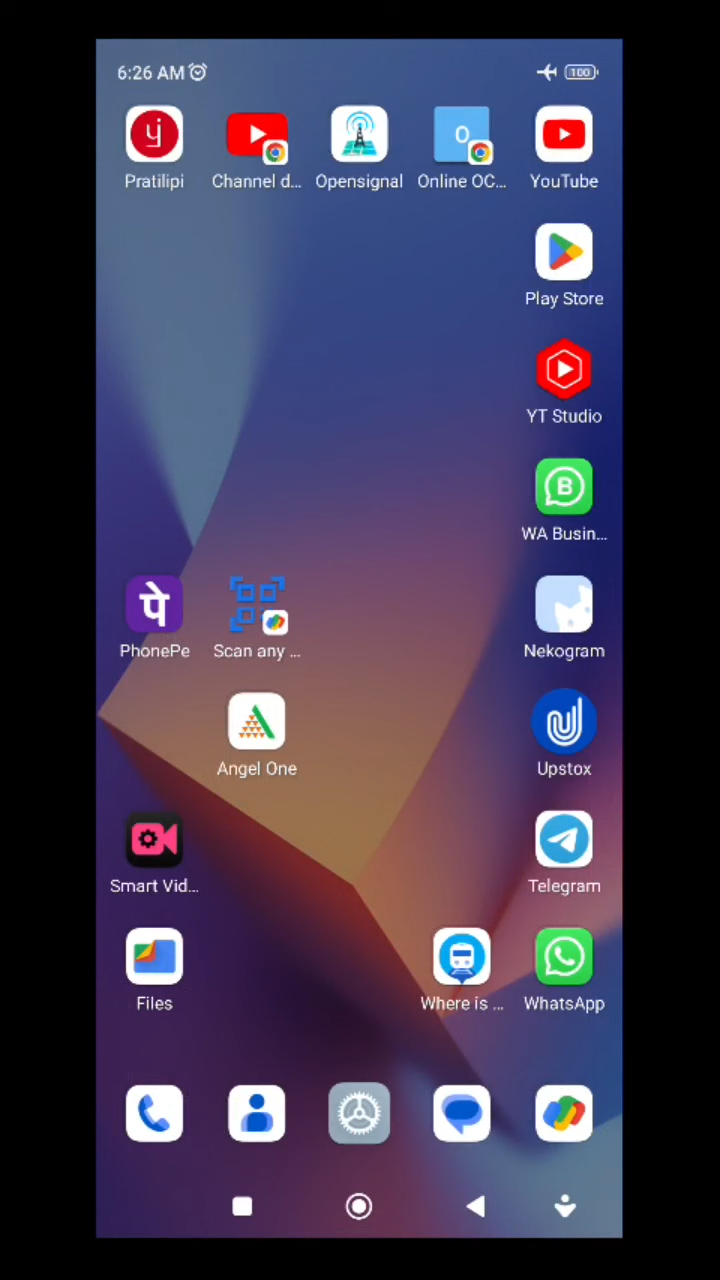 6:26 AM
100
Pratilipi
Channel d...
Opensignal
O
Online OC...
YouTube
Play Store
YT Studio
B
WA Busin...
पे
PhonePe
Scan any ...
Nekogram
Angel One
Upstox
Smart Vid...
Telegram
Files
Where is ...
WhatsApp